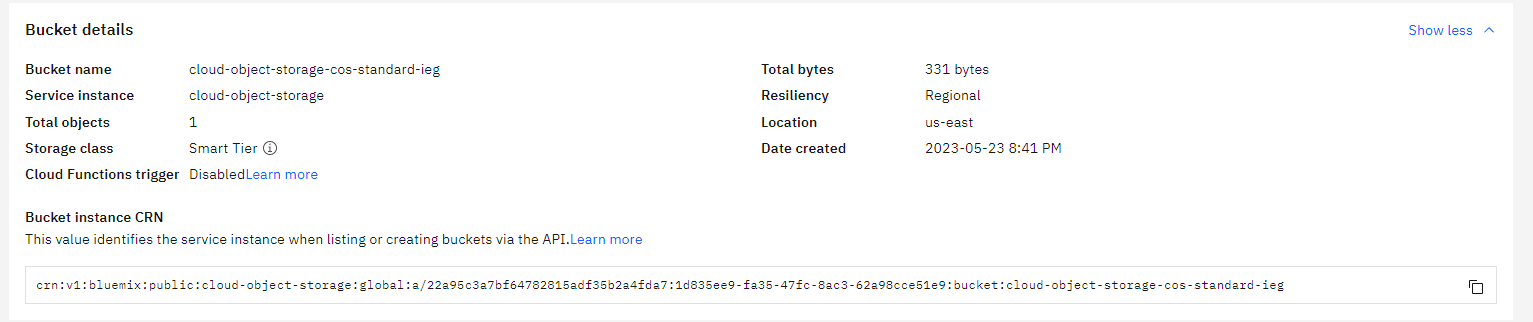 Bucket details
Show less
Bucket name cloud-object-storage-cos-standard-ieg Total bytes 331 bytes
Service instance cloud-object-storage Resiliency Regional
Total objects 1 Location us-east
Storage class Smart Tier Date created 2023-05-23 8:41 PM
Cloud Functions trigger DisabledLearn more
Bucket instance CRN
This value identifies the service instance when listing or creating buckets via the API.Learn more
crn:v1:bluemix:public:cloud-object-storage:global:a/22a95c3a7bf64782815adf35b2a4fda7:1d835ee9-fa35-47fc-8ac3-62a98cce51e9:bucket:cloud-object-storage-cos-standard-ieg